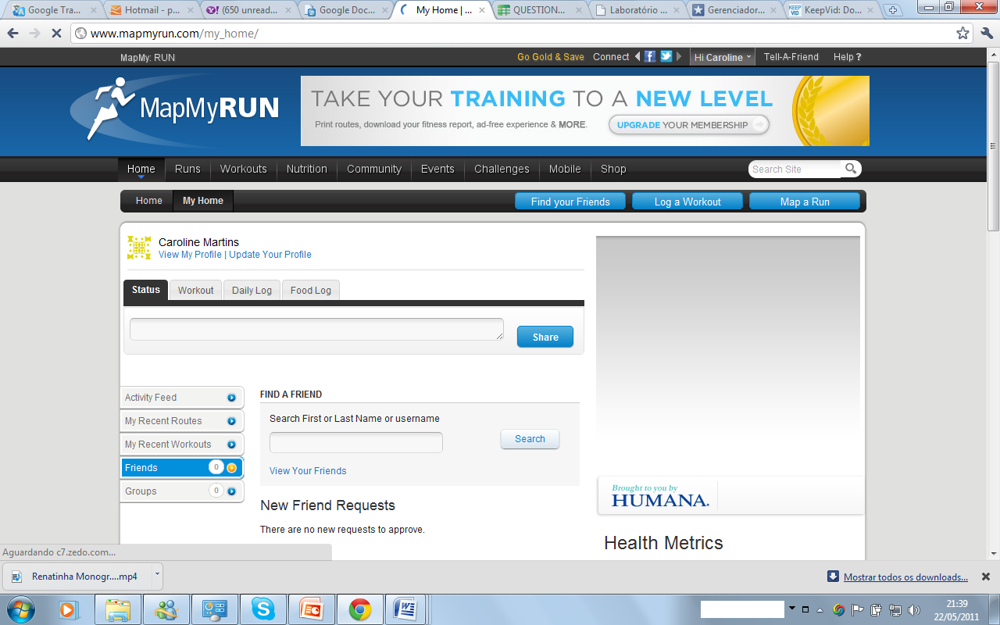 Google Tra...
Hotmail - p...
(650 unread...
Google Doc...
My Home | ...
QUESTION...
Laboratório ...
Gerenciador...
KEEP VID
KeepVid: Do...
www.mapmyrun.com/my_home/
MapMy: RUN
Go Gold & Save
Connect
Hi Caroline
Tell-A-Friend
Help ?
MapMyRUN
TAKE YOUR TRAINING TO A NEW LEVEL
Print routes, download your fitness report, ad-free experience & MORE.
UPGRADE YOUR MEMBERSHIP
Home
Runs
Workouts
Nutrition
Community
Events
Challenges
Mobile
Shop
Search Site
Home
My Home
Find your Friends
Log a Workout
Map a Run
Caroline Martins
View My Profile | Update Your Profile
Status
Workout
Daily Log
Food Log
Share
Activity Feed
My Recent Routes
My Recent Workouts
Friends 0
Groups 0
FIND A FRIEND
Search First or Last Name or username
Search
View Your Friends
New Friend Requests
There are no new requests to approve.
Brought to you by
HUMANA.
Health Metrics
Aguardando c7.zedo.com...
Renatinha Monogr....mp4
Mostrar todos os downloads...
21:39
22/05/2011